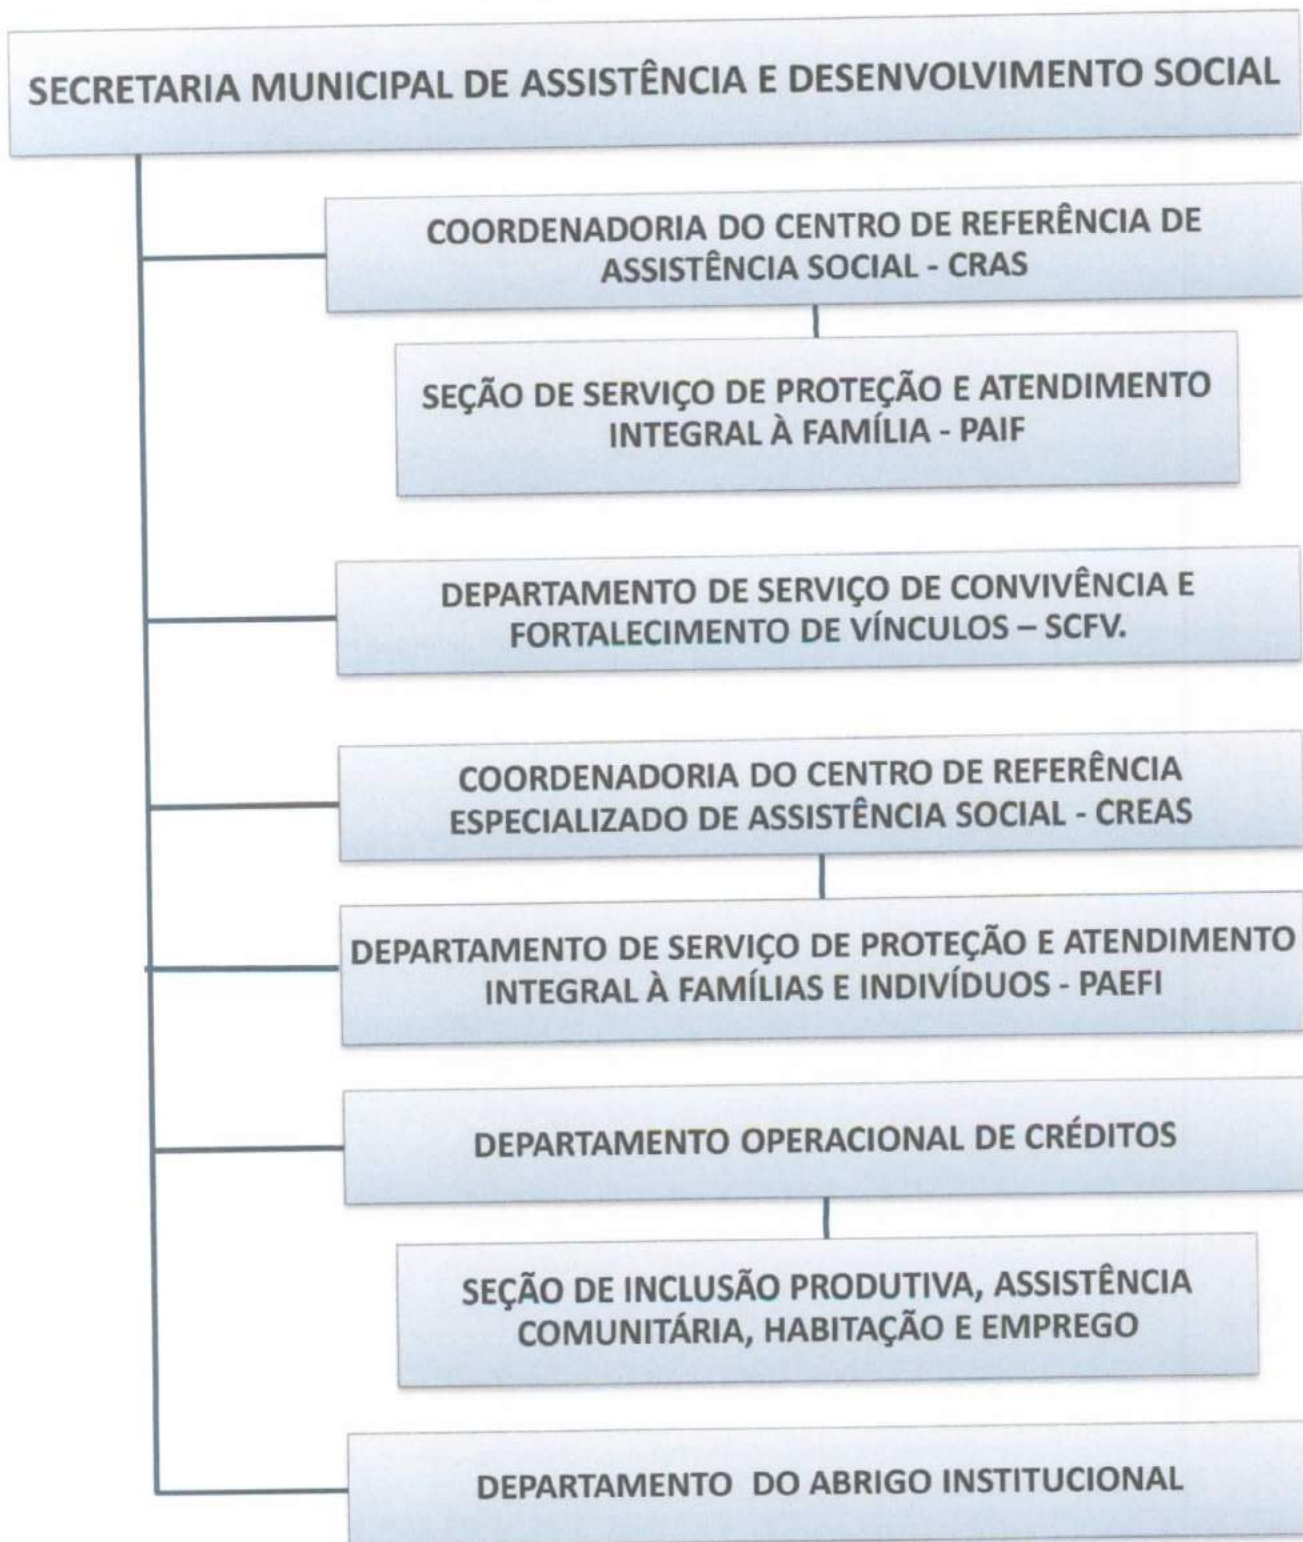 SECRETARIA MUNICIPAL DE ASSISTÊNCIA E DESENVOLVIMENTO SOCIAL
COORDENADORIA DO CENTRO DE REFERÊNCIA DE
ASSISTÊNCIA SOCIAL - CRAS
SEÇÃO DE SERVIÇO DE PROTEÇÃO E ATENDIMENTO
INTEGRAL À FAMÍLIA - PAIF
DEPARTAMENTO DE SERVIÇO DE CONVIVÊNCIA E
FORTALECIMENTO DE VÍNCULOS – SCFV.
COORDENADORIA DO CENTRO DE REFERÊNCIA
ESPECIALIZADO DE ASSISTÊNCIA SOCIAL - CREAS
DEPARTAMENTO DE SERVIÇO DE PROTEÇÃO E ATENDIMENTO
INTEGRAL À FAMÍLIAS E INDIVÍDUOS - PAEFI
DEPARTAMENTO OPERACIONAL DE CRÉDITOS
SEÇÃO DE INCLUSÃO PRODUTIVA, ASSISTÊNCIA
COMUNITÁRIA, HABITAÇÃO E EMPREGO
DEPARTAMENTO DO ABRIGO INSTITUCIONAL